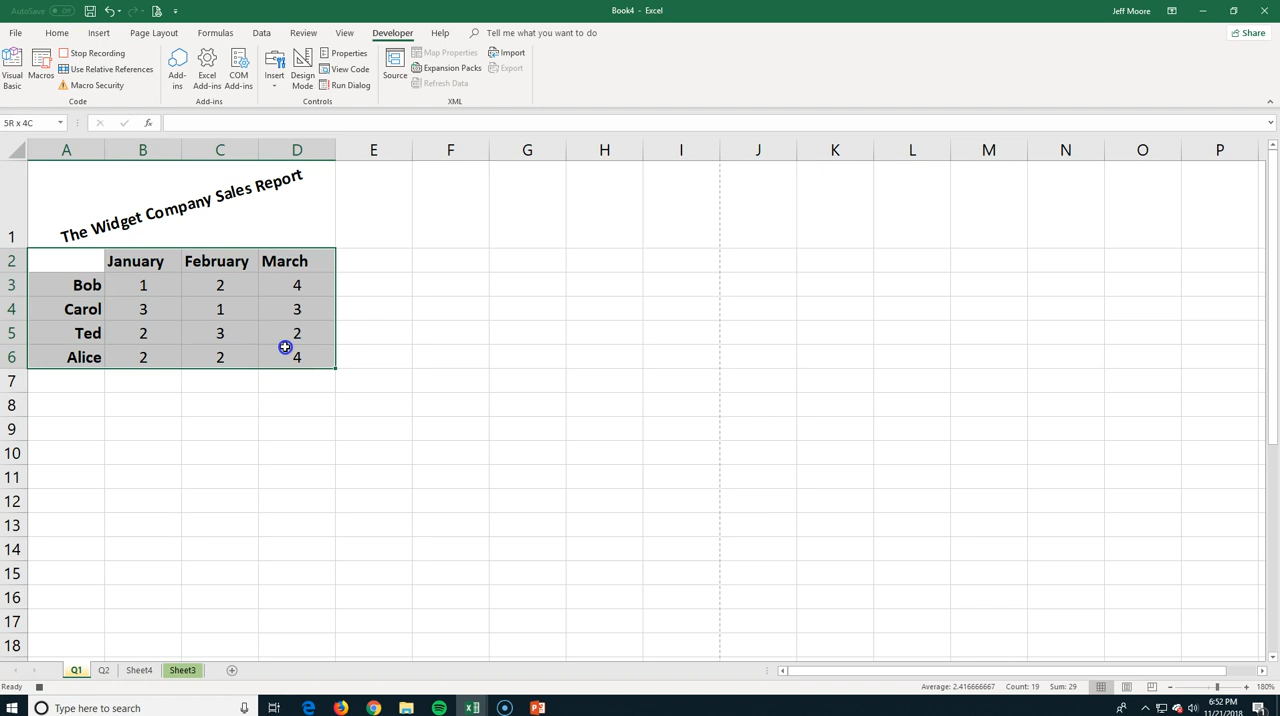 AutoSave Off Book4 - Excel Jeff Moore
File Home Insert Page Layout Formulas Data Review View Developer Help Tell me what you want to do Share
Visual Basic Macros Stop Recording Use Relative References Macro Security Code
Add-ins Excel Add-ins COM Add-ins Add-ins
Insert Design Mode Properties View Code Run Dialog Controls
Source Map Properties Expansion Packs Refresh Data Import Export XML
5R x 4C fx
A B C D E F G H I J K L M N O P
1 The Widget Company Sales Report
2 January February March
3 Bob 1 2 4
4 Carol 3 1 3
5 Ted 2 3 2
6 Alice 2 2 4
7
8
9
10
11
12
13
14
15
16
17
18
Q1 Q2 Sheet4 Sheet3
Ready Average: 2.416666667 Count: 19 Sum: 29 180%
Type here to search 6:52 PM
11/21/2018